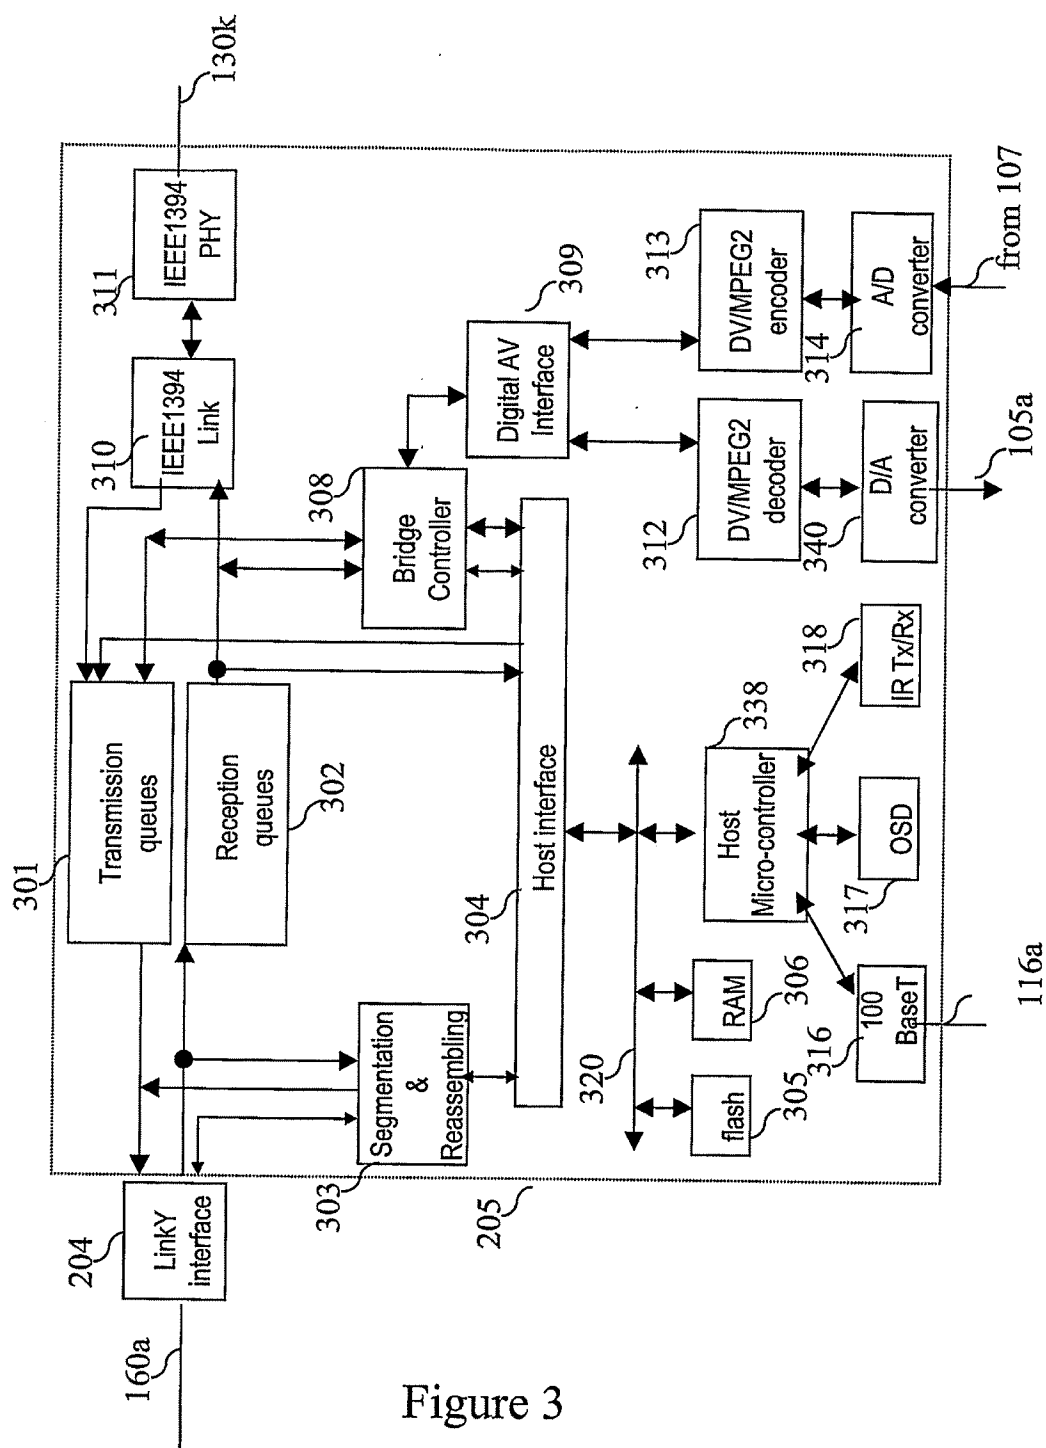 130k
311
IEEE1394
PHY
310
IEEE1394
Link
301
Transmission
queues
Reception
queues
302
308
Bridge
Controller
309
Digital AV
Interface
313
DV/MPEG2
encoder
314
A/D
converter
from 107
312
DV/MPEG2
decoder
340
D/A
converter
105a
304
Host interface
303
Segmentation
&
Reassembling
204
LinkY
interface
160a
205
320
338
Host
Micro-controller
318
IR Tx/Rx
317
OSD
316
100
BaseT
116a
306
RAM
305
flash
Figure 3